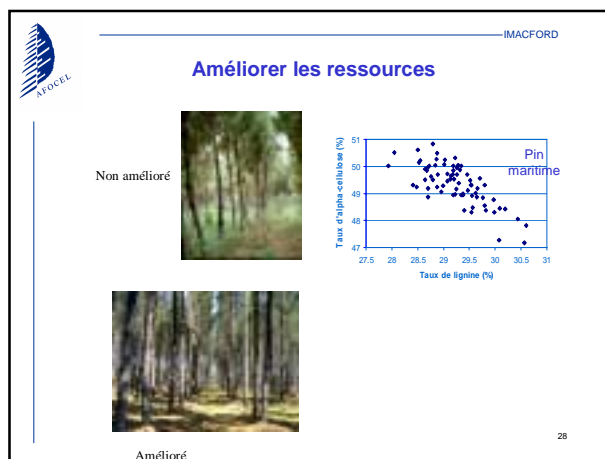 AFOCEL
IMACFORD
Améliorer les ressources
Non amélioré
Taux d'alpha-cellulose (%)
51
50
49
48
47
Pin
maritime
27.5 28 28.5 29 29.5 30 30.5 31
Taux de lignine (%)
Amélioré
28